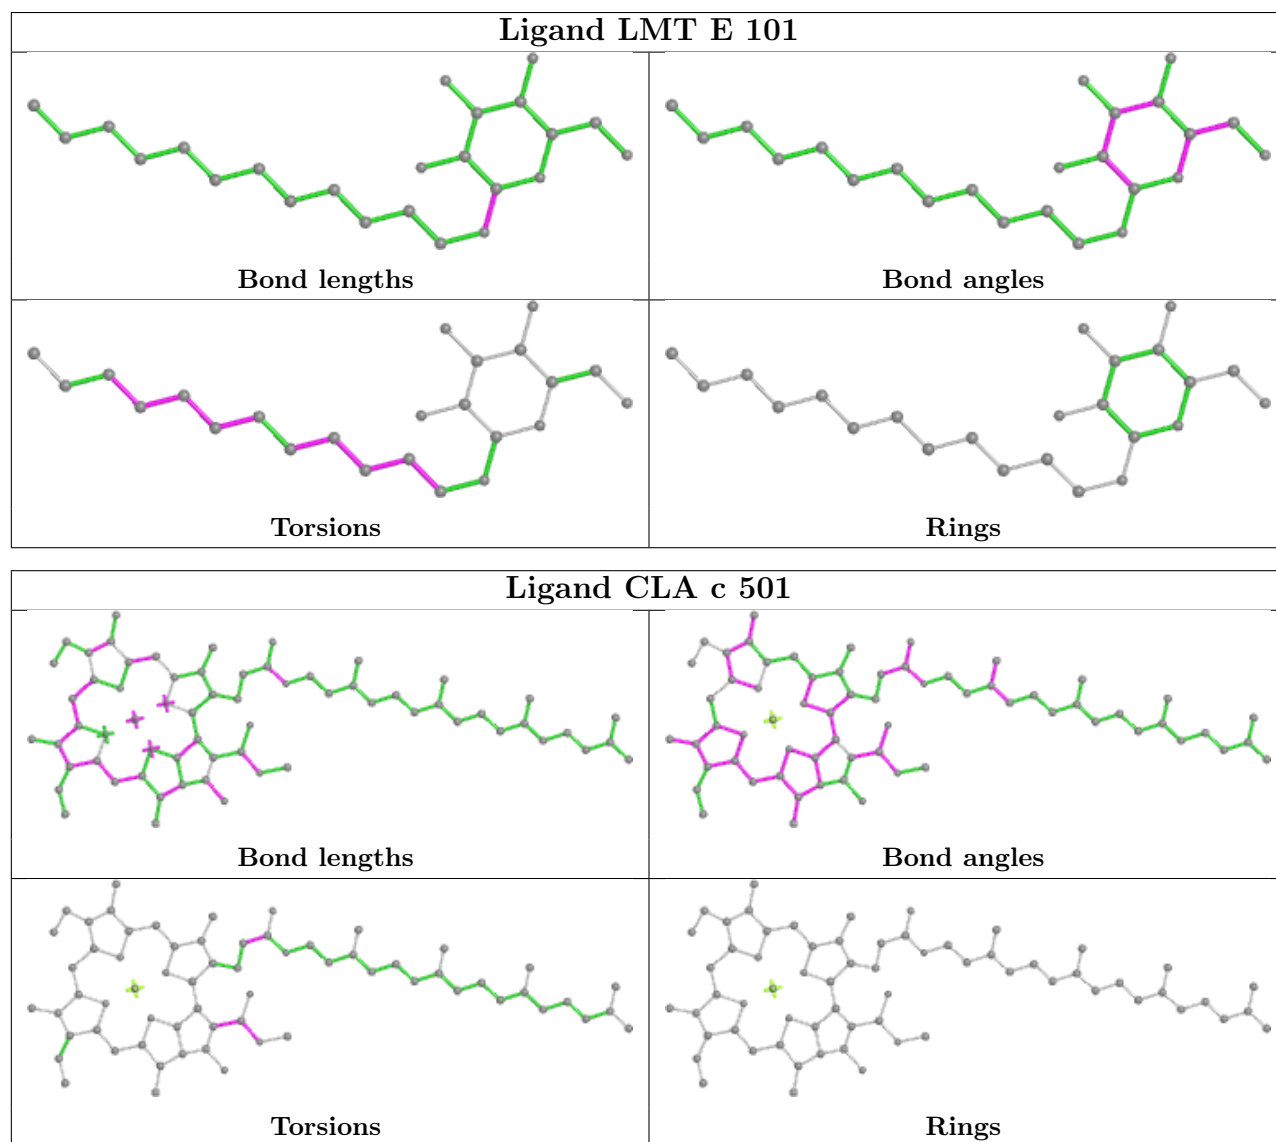 Ligand LMT E 101
Bond lengths
Bond angles
Torsions
Rings
Ligand CLA c 501
Bond lengths
Bond angles
Torsions
Rings